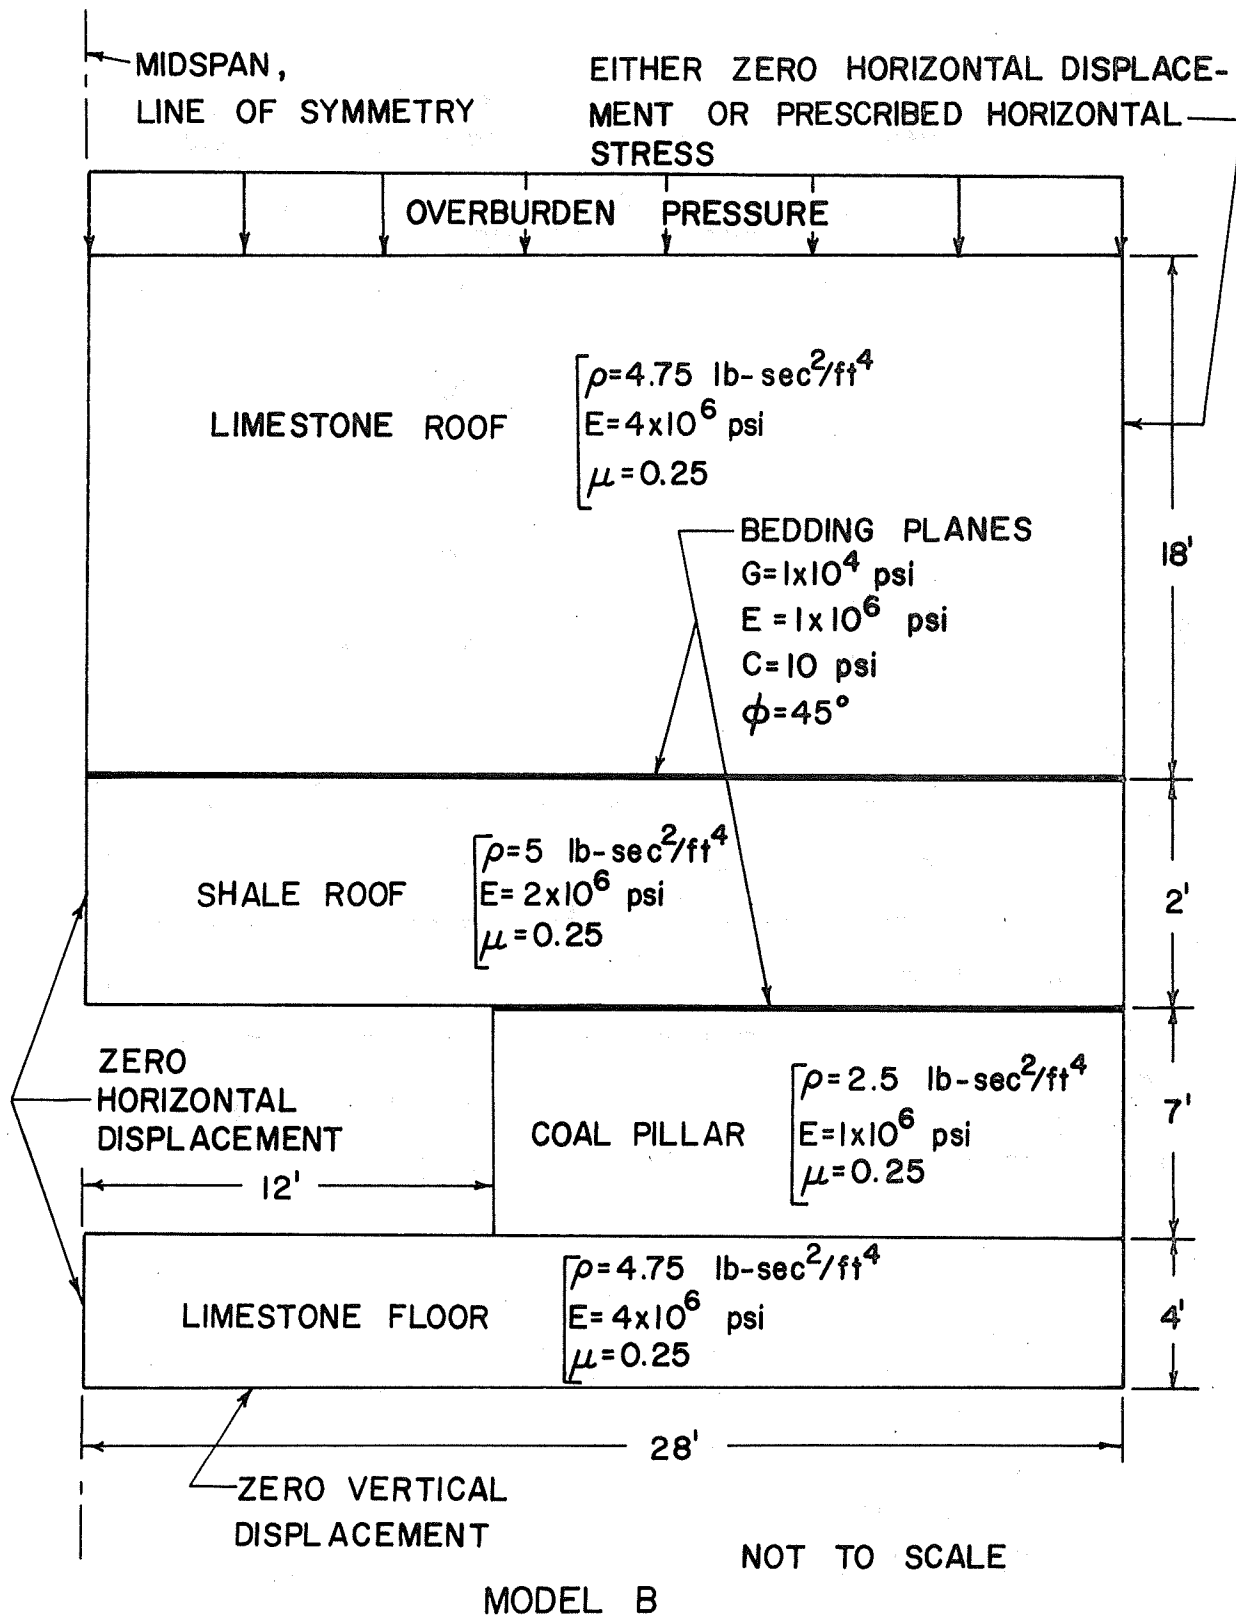 MIDSPAN,
LINE OF SYMMETRY
EITHER ZERO HORIZONTAL DISPLACE-
MENT OR PRESCRIBED HORIZONTAL
STRESS
OVERBURDEN PRESSURE
LIMESTONE ROOF
ρ=4.75 lb-sec²/ft⁴
E=4x10⁶ psi
μ=0.25
BEDDING PLANES
G=1x10⁴ psi
E=1x10⁶ psi
C=10 psi
φ=45°
18'
SHALE ROOF
ρ=5 lb-sec²/ft⁴
E=2x10⁶ psi
μ=0.25
2'
ZERO
HORIZONTAL
DISPLACEMENT
COAL PILLAR
ρ=2.5 lb-sec²/ft⁴
E=1x10⁶ psi
μ=0.25
7'
12'
LIMESTONE FLOOR
ρ=4.75 lb-sec²/ft⁴
E=4x10⁶ psi
μ=0.25
4'
28'
ZERO VERTICAL
DISPLACEMENT
NOT TO SCALE
MODEL B